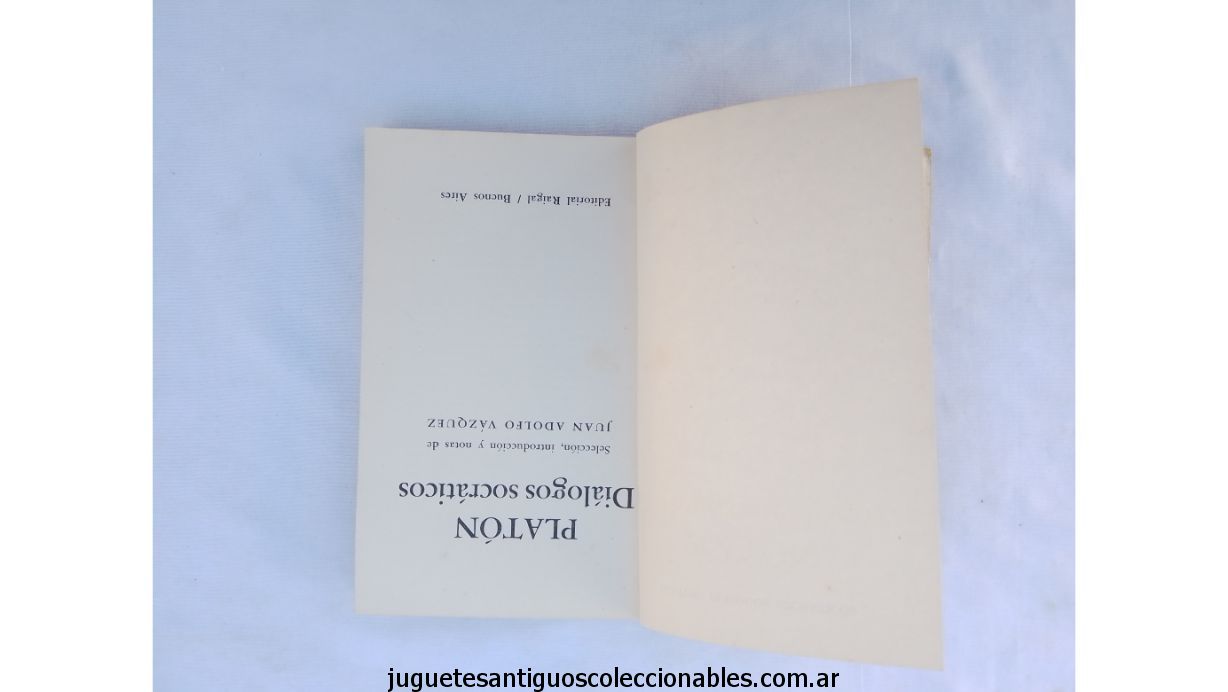 PLATÓN
Diálogos socráticos
Selección, introducción y notas de
JUAN ADOLFO VÁZQUEZ
Editorial Raigal / Buenos Aires
juguetesantiguoscoleccionables.com.ar